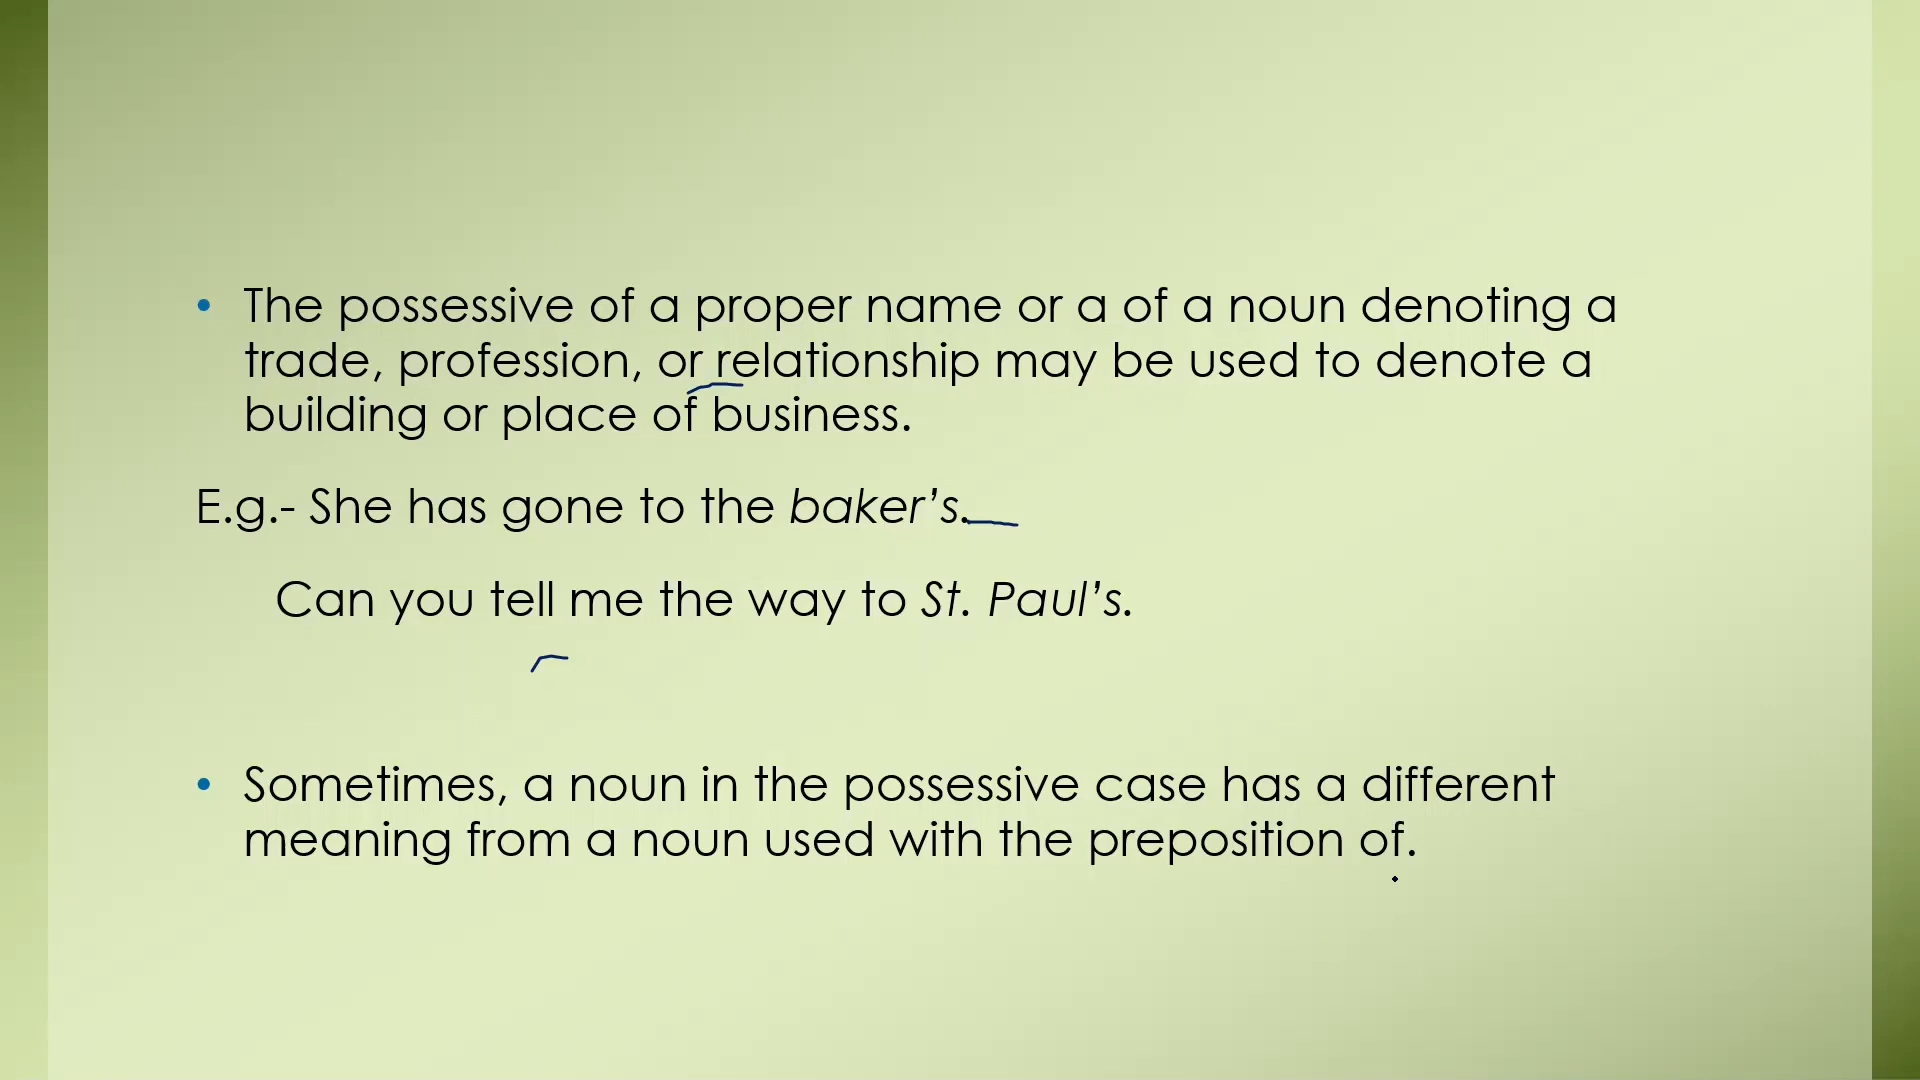 • The possessive of a proper name or a of a noun denoting a
trade, profession, or relationship may be used to denote a
building or place of business.
E.g.- She has gone to the baker’s.
Can you tell me the way to St. Paul’s.
• Sometimes, a noun in the possessive case has a different
meaning from a noun used with the preposition of.